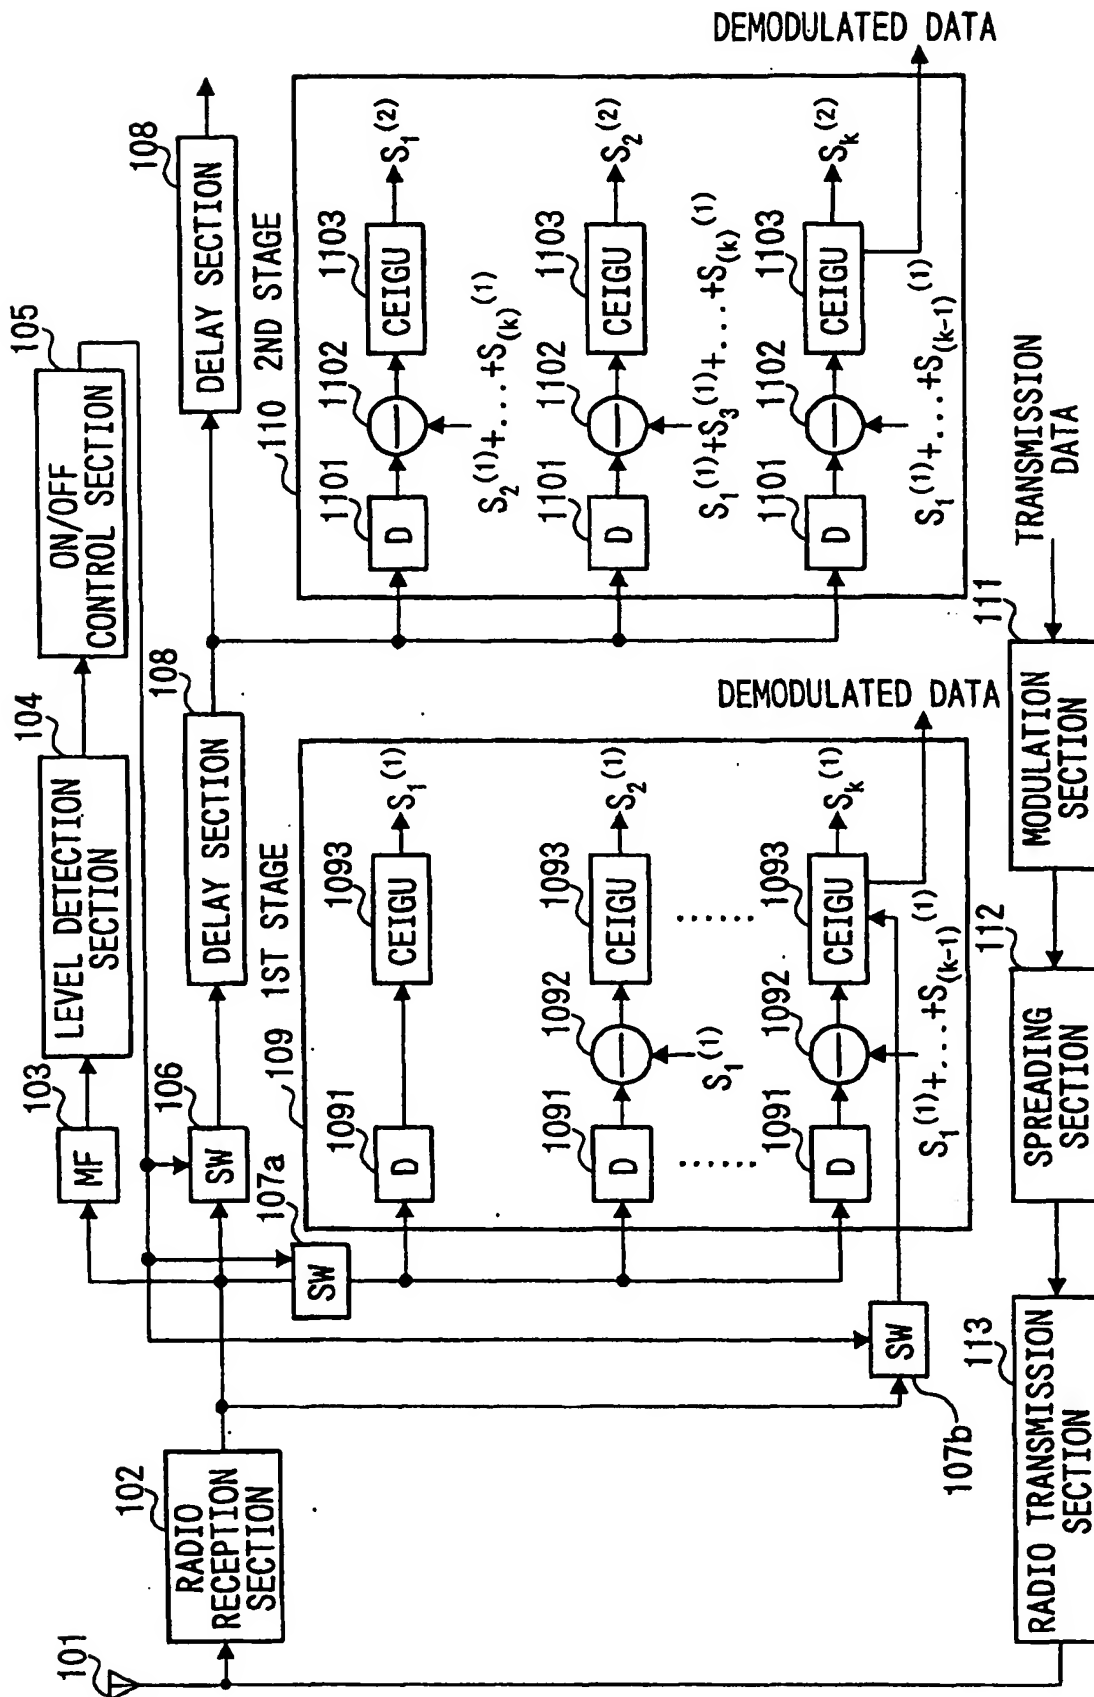 101
102
RADIO
RECEPTION
SECTION
103
MF
104
LEVEL DETECTION
SECTION
105
ON/OFF
CONTROL SECTION
106
SW
108
DELAY SECTION
108
DELAY SECTION
107a
SW
107b
SW
109
1ST STAGE
1091
D
1093
CEIGU
S1(1)
1091
D
1092
S1(1)
1093
CEIGU
S2(1)
.......
.......
1091
D
1092
S1(1)+...+S(k-1)(1)
1093
CEIGU
Sk(1)
DEMODULATED DATA
110
2ND STAGE
1101
D
1102
S2(1)+...+S(k)(1)
1103
CEIGU
S1(2)
1101
D
1102
S1(1)+S3(1)+...+S(k)(1)
1103
CEIGU
S2(2)
1101
D
1102
S1(1)+...+S(k-1)(1)
1103
CEIGU
Sk(2)
DEMODULATED DATA
113
RADIO TRANSMISSION
SECTION
112
SPREADING
SECTION
111
MODULATION
SECTION
TRANSMISSION
DATA